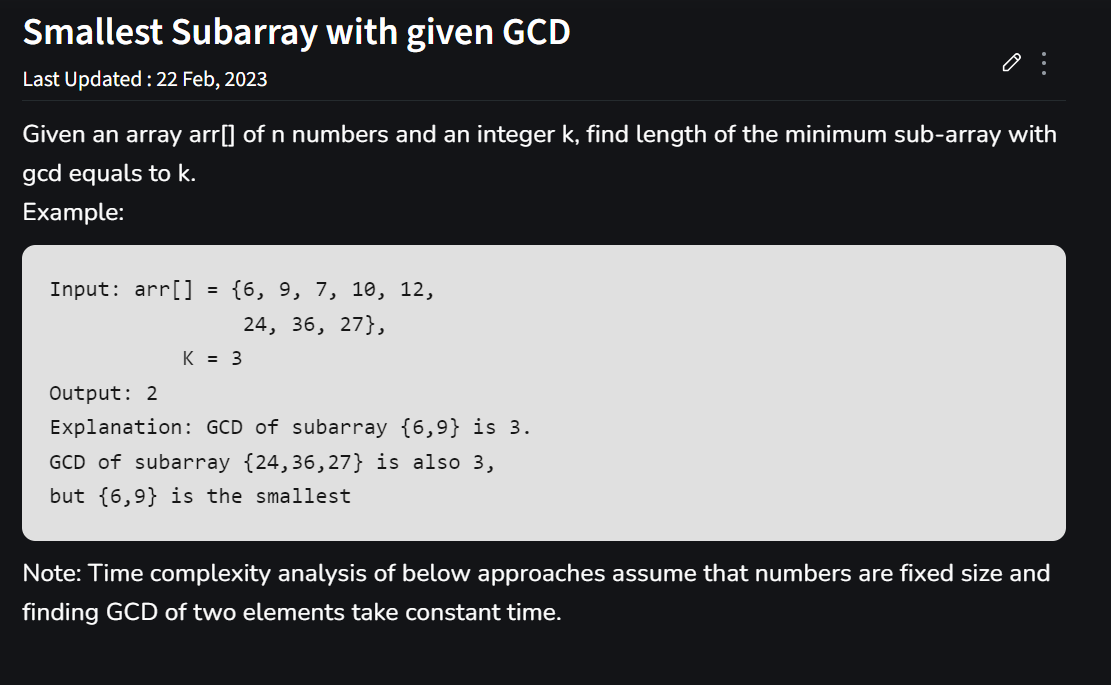 Smallest Subarray with given GCD
Last Updated : 22 Feb, 2023
Given an array arr[] of n numbers and an integer k, find length of the minimum sub-array with
gcd equals to k.
Example:
Input: arr[] = {6, 9, 7, 10, 12,
24, 36, 27},
K = 3
Output: 2
Explanation: GCD of subarray {6,9} is 3.
GCD of subarray {24,36,27} is also 3,
but {6,9} is the smallest
Note: Time complexity analysis of below approaches assume that numbers are fixed size and
finding GCD of two elements take constant time.